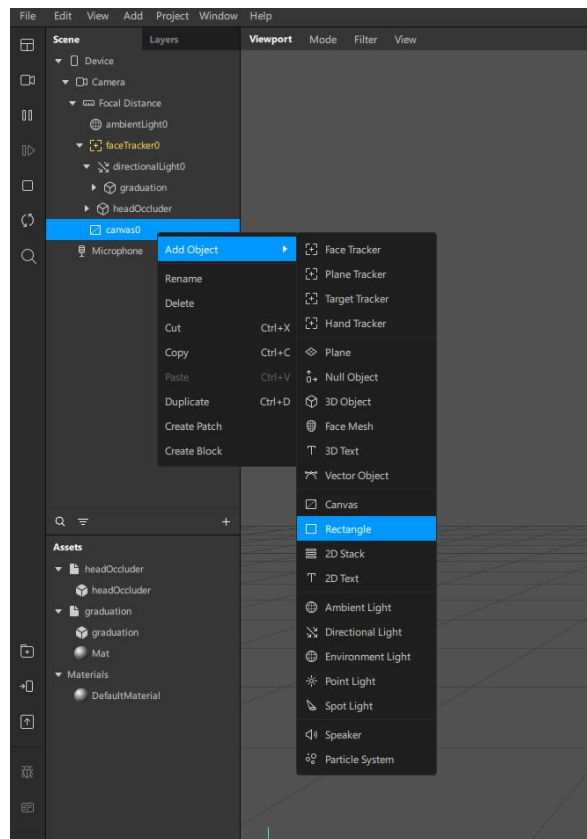 File Edit View Add Project Window Help
Scene Layers
Viewport Mode Filter View
Device
Camera
Focal Distance
ambientLight0
faceTracker0
directionalLight0
graduation
headOccluder
canvas0
Microphone
Add Object
Rename
Delete
Cut Ctrl+X
Copy Ctrl+C
Paste Ctrl+V
Duplicate Ctrl+D
Create Patch
Create Block
Face Tracker
Plane Tracker
Target Tracker
Hand Tracker
Plane
Null Object
3D Object
Face Mesh
3D Text
Vector Object
Canvas
Rectangle
2D Stack
2D Text
Ambient Light
Directional Light
Environment Light
Point Light
Spot Light
Speaker
Particle System
Assets
headOccluder
headOccluder
graduation
graduation
Mat
Materials
DefaultMaterial